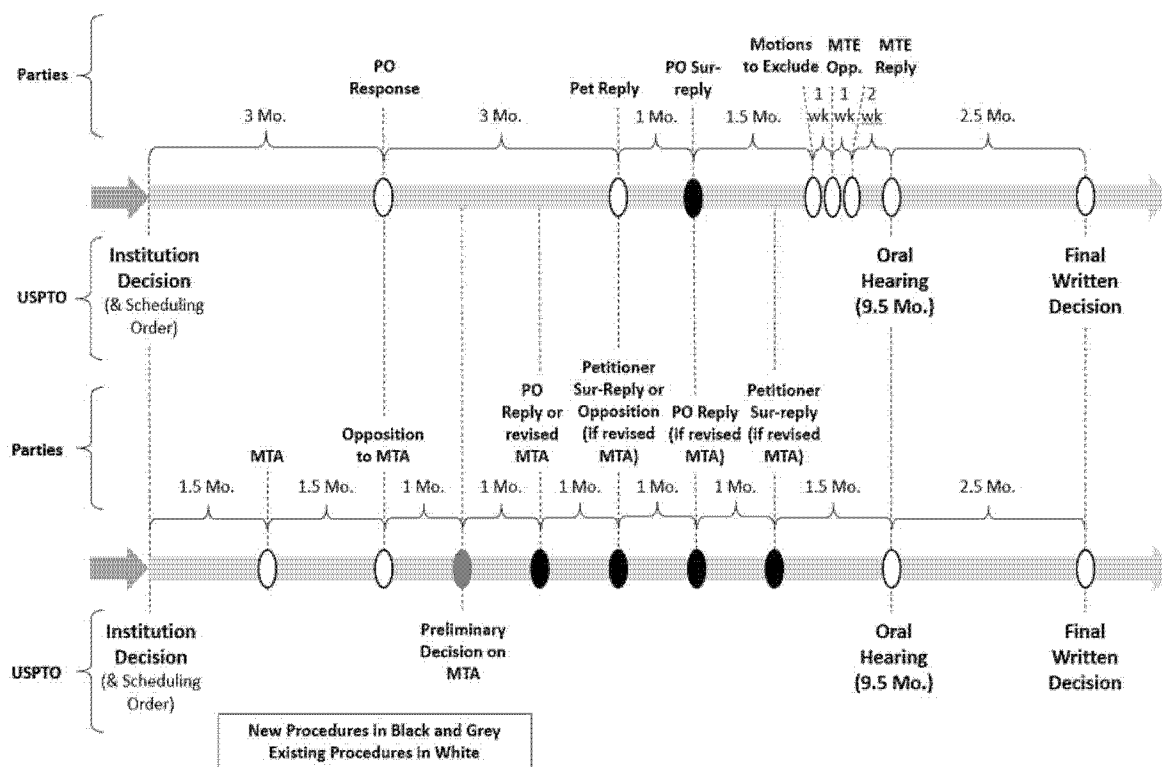 Motions
to Exclude
MTE
Opp.
MTE
Reply
Parties
PO
Response
Pet Reply
PO Sur-
reply
3 Mo.
3 Mo.
1 Mo.
1.5 Mo.
1
wk
1
wk
2
wk
2.5 Mo.
USPTO
Institution
Decision
(& Scheduling
Order)
Oral
Hearing
(9.5 Mo.)
Final
Written
Decision
Parties
MTA
Opposition
to MTA
PO
Reply or
revised
MTA
Petitioner
Sur-Reply or
Opposition
(if revised
MTA)
PO Reply
(if revised
MTA)
Petitioner
Sur-reply
(if revised
MTA)
1.5 Mo.
1.5 Mo.
1 Mo.
1 Mo.
1 Mo.
1 Mo.
1 Mo.
1.5 Mo.
2.5 Mo.
USPTO
Institution
Decision
(& Scheduling
Order)
Preliminary
Decision on
MTA
Oral
Hearing
(9.5 Mo.)
Final
Written
Decision
New Procedures in Black and Grey
Existing Procedures in White